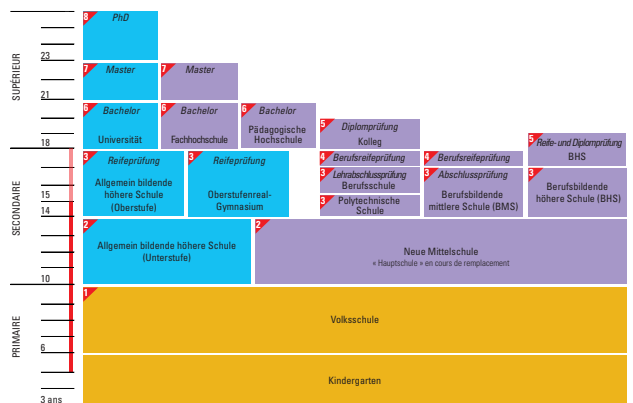 SUPÉRIEUR
SECONDAIRE
PRIMAIRE
23
21
18
15
14
10
6
3 ans
8 PhD
7 Master
7 Master
6 Bachelor
Universität
6 Bachelor
Fachhochschule
6 Bachelor
Pädagogische
Hochschule
5 Diplomprüfung
Kolleg
5 Reife- und Diplomprüfung
BHS
3 Reifeprüfung
Allgemein bildende
höhere Schule
(Oberstufe)
3 Reifeprüfung
Oberstufenreal-
Gymnasium
4 Berufsreifeprüfung
3 Lehrabschlussprüfung
Berufsschule
3 Polytechnische
Schule
4 Berufsreifeprüfung
3 Abschlussprüfung
Berufsbildende
mittlere Schule (BMS)
3 Berufsbildende
höhere Schule (BHS)
2
Allgemein bildende höhere Schule
(Unterstufe)
2
Neue Mittelschule
« Hauptschule » en cours de remplacement
1
Volksschule
Kindergarten